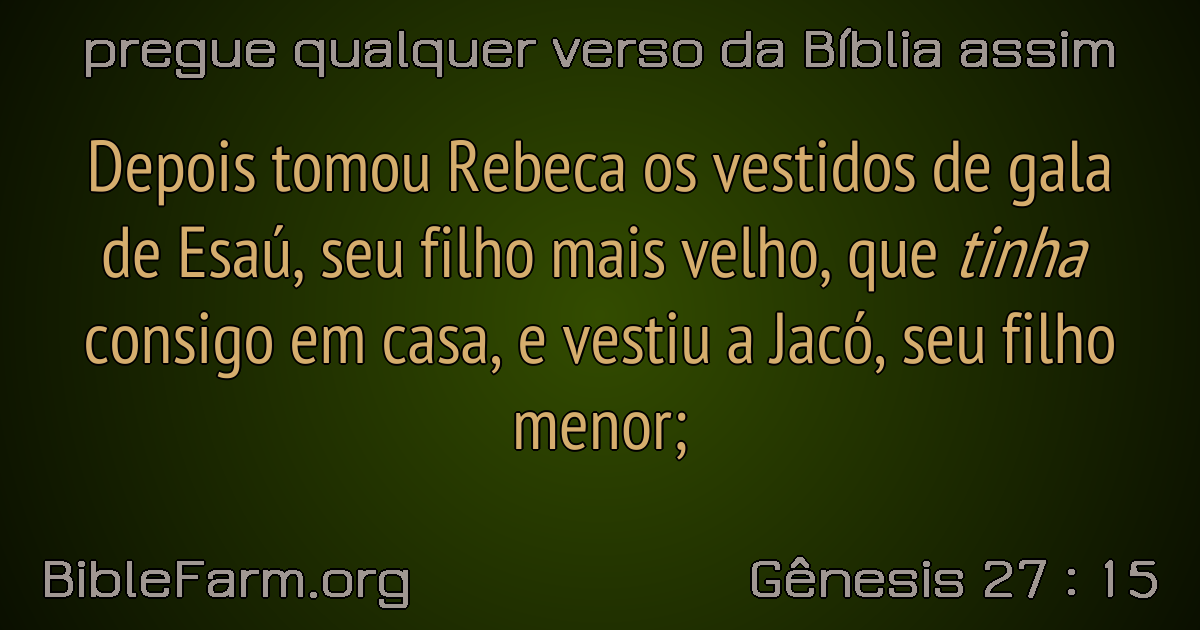 pregue qualquer verso da Bíblia assim
Depois tomou Rebeca os vestidos de gala
de Esaú, seu filho mais velho, que tinha
consigo em casa, e vestiu a Jacó, seu filho
menor;
BibleFarm.org
Gênesis 27 : 15